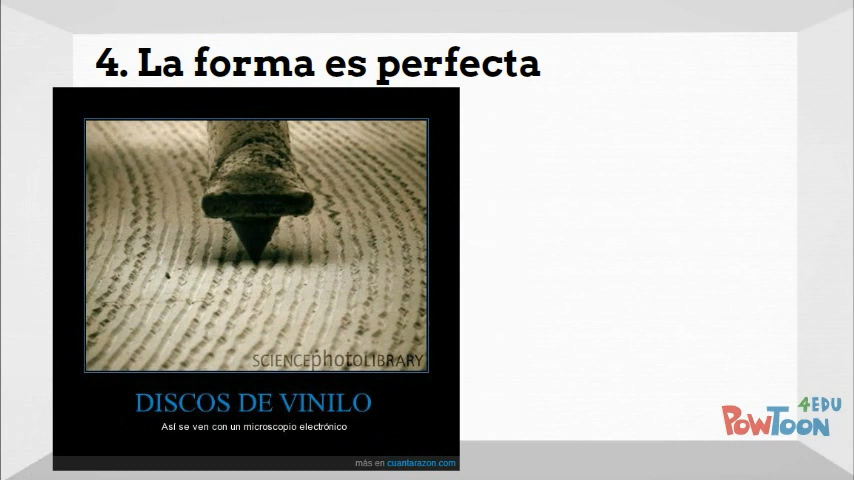 4. La forma es perfecta
SCIENCEphotoLIBRARY
DISCOS DE VINILO
Así se ven con un microscopio electrónico
más en cuantarazon.com
4EDU
POWTOON